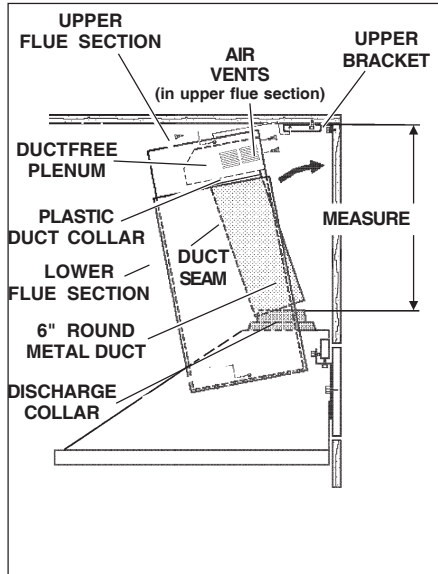 UPPER
FLUE SECTION
AIR
VENTS
(in upper flue section)
UPPER
BRACKET
DUCTFREE
PLENUM
PLASTIC
DUCT COLLAR
DUCT
SEAM
MEASURE
LOWER
FLUE SECTION
6" ROUND
METAL DUCT
DISCHARGE
COLLAR